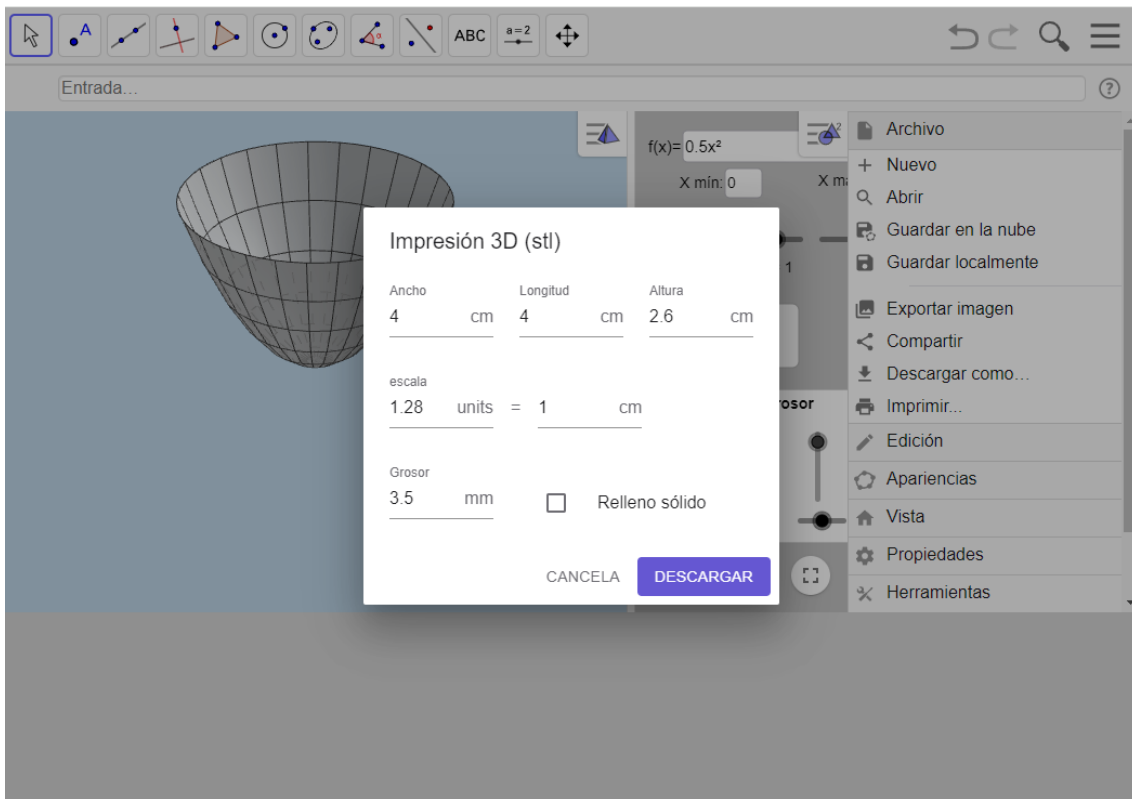 A
α
ABC
a=2
Entrada...
?
f(x)= 0.5x²
X mín: 0
X m
1
osor
2
Archivo
Nuevo
Abrir
Guardar en la nube
Guardar localmente
Exportar imagen
Compartir
Descargar como...
Imprimir...
Edición
Apariencias
Vista
Propiedades
Herramientas
Impresión 3D (stl)
Ancho Longitud Altura
4 cm 4 cm 2.6 cm
escala
1.28 units = 1 cm
Grosor
3.5 mm Relleno sólido
CANCELA DESCARGAR